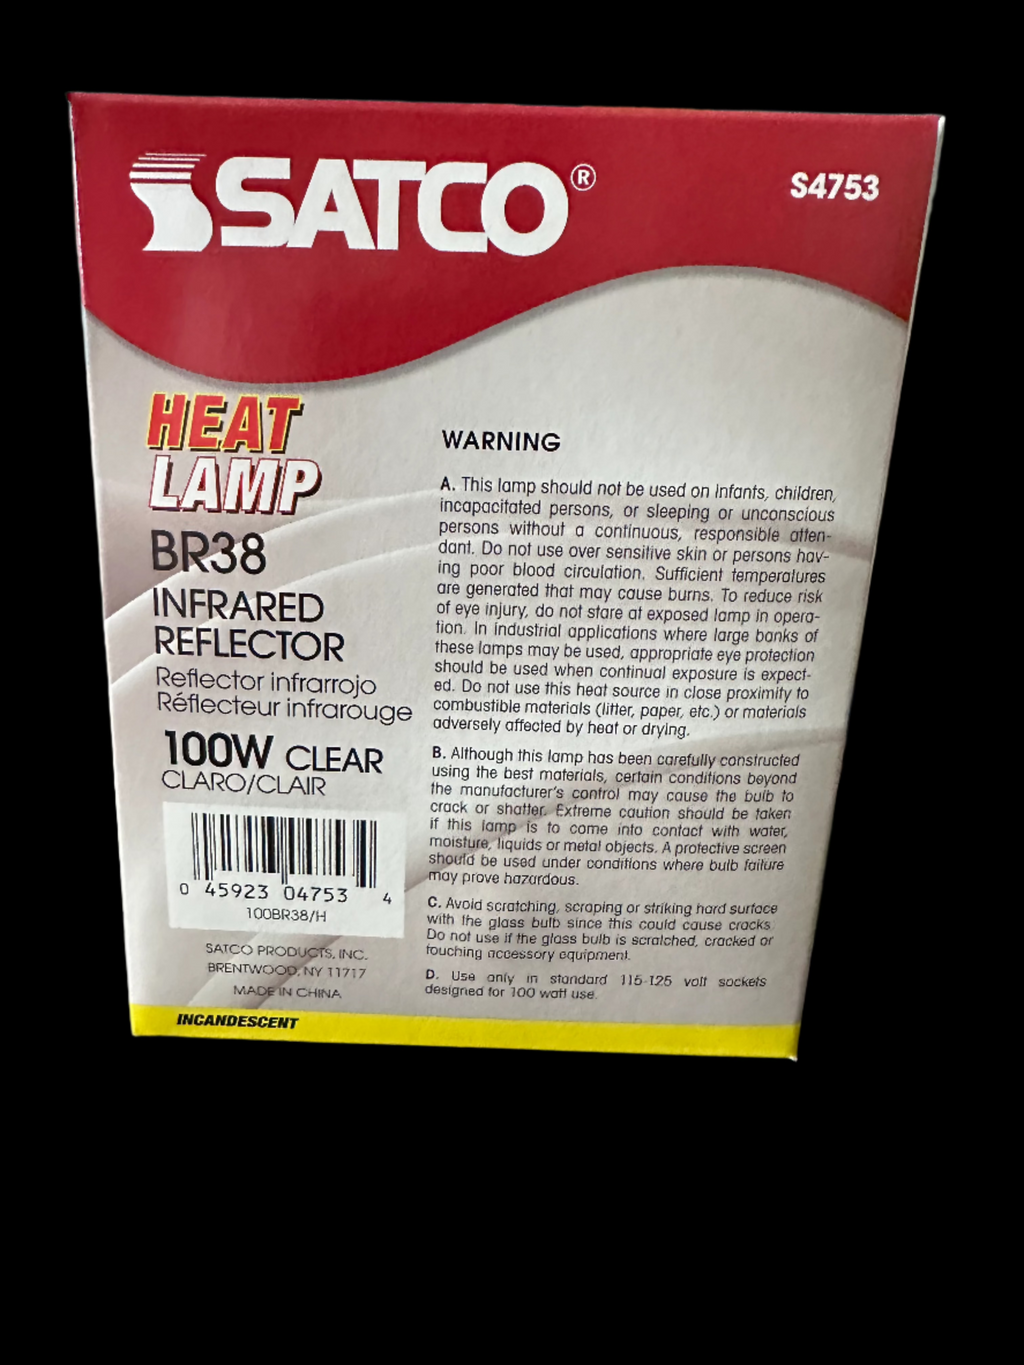 SATCO®
S4753
HEAT
LAMP
BR38
INFRARED
REFLECTOR
Reflector infrarrojo
Réflecteur infrarouge
100W CLEAR
CLARO/CLAIR
0 45923 04753 4
100BR38/H
SATCO PRODUCTS, INC.
BRENTWOOD, NY 11717
MADE IN CHINA
INCANDESCENT
WARNING
A. This lamp should not be used on infants, children,
incapacitated persons, or sleeping or unconscious
persons without a continuous, responsible atten-
dant. Do not use over sensitive skin or persons hav-
ing poor blood circulation. Sufficient temperatures
are generated that may cause burns. To reduce risk
of eye injury, do not stare at exposed lamp in opera-
tion. In industrial applications where large banks of
these lamps may be used, appropriate eye protection
should be used when continual exposure is expect-
ed. Do not use this heat source in close proximity to
combustible materials (litter, paper, etc.) or materials
adversely affected by heat or drying.
B. Although this lamp has been carefully constructed
using the best materials, certain conditions beyond
the manufacturer's control may cause the bulb to
crack or shatter. Extreme caution should be taken
if this lamp is to come into contact with water,
moisture, liquids or metal objects. A protective screen
should be used under conditions where bulb failure
may prove hazardous.
C. Avoid scratching, scraping or striking hard surface
with the glass bulb since this could cause cracks.
Do not use if the glass bulb is scratched, cracked or
touching accessory equipment.
D. Use only in standard 115-125 volt sockets
designed for 100 watt use.